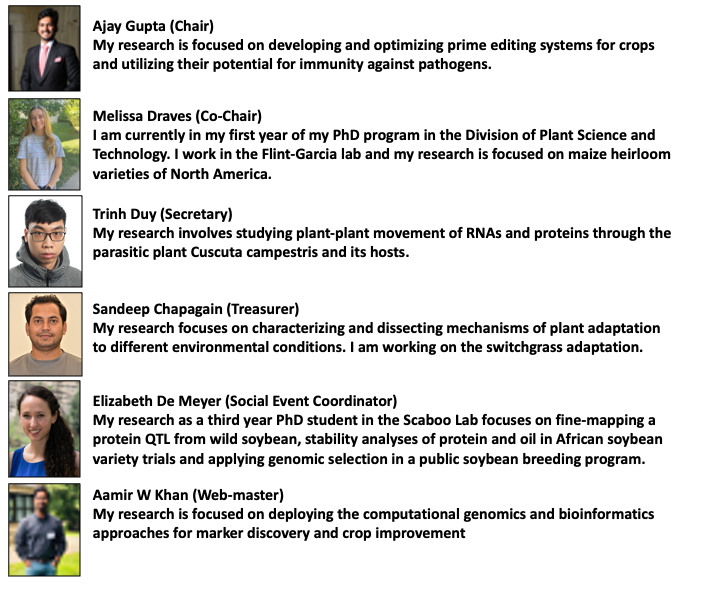 Ajay Gupta (Chair)
My research is focused on developing and optimizing prime editing systems for crops
and utilizing their potential for immunity against pathogens.
Melissa Draves (Co-Chair)
I am currently in my first year of my PhD program in the Division of Plant Science and
Technology. I work in the Flint-Garcia lab and my research is focused on maize heirloom
varieties of North America.
Trinh Duy (Secretary)
My research involves studying plant-plant movement of RNAs and proteins through the
parasitic plant Cuscuta campestris and its hosts.
Sandeep Chapagain (Treasurer)
My research focuses on characterizing and dissecting mechanisms of plant adaptation
to different environmental conditions. I am working on the switchgrass adaptation.
Elizabeth De Meyer (Social Event Coordinator)
My research as a third year PhD student in the Scaboo Lab focuses on fine-mapping a
protein QTL from wild soybean, stability analyses of protein and oil in African soybean
variety trials and applying genomic selection in a public soybean breeding program.
Aamir W Khan (Web-master)
My research is focused on deploying the computational genomics and bioinformatics
approaches for marker discovery and crop improvement